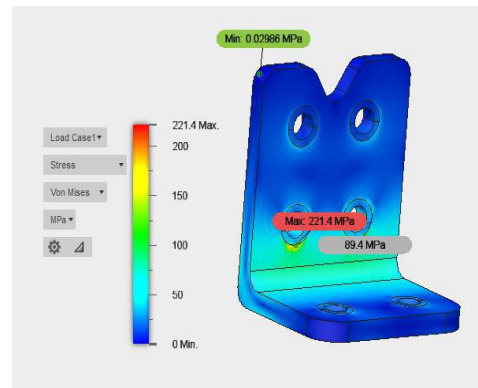 Min: 0.02986 MPa
Load Case1
Stress
Von Mises
MPa
221.4 Max.
200
150
100
50
0 Min.
Max: 221.4 MPa
89.4 MPa